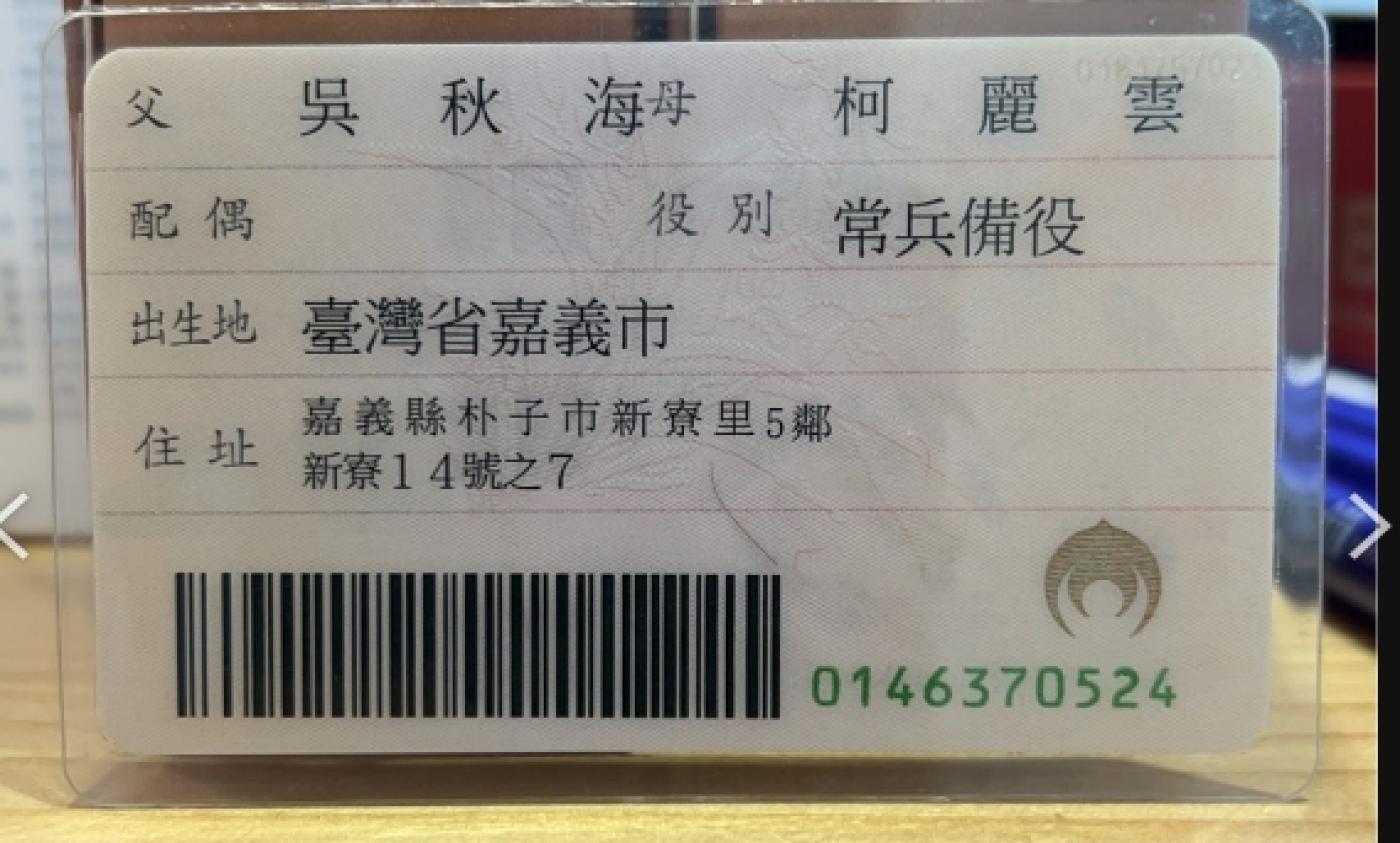 父 吳秋海 母 柯麗雲
配偶 役別 常兵備役
出生地 臺灣省嘉義市
住址 嘉義縣朴子市新寮里5鄰
新寮14號之7
0146370524